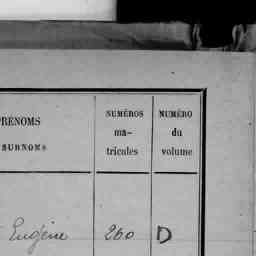 PRÉNOMS
SURNOMS
NUMÉROS
ma-
tricules
NUMÉRO
du
volume
Eugène 260 D